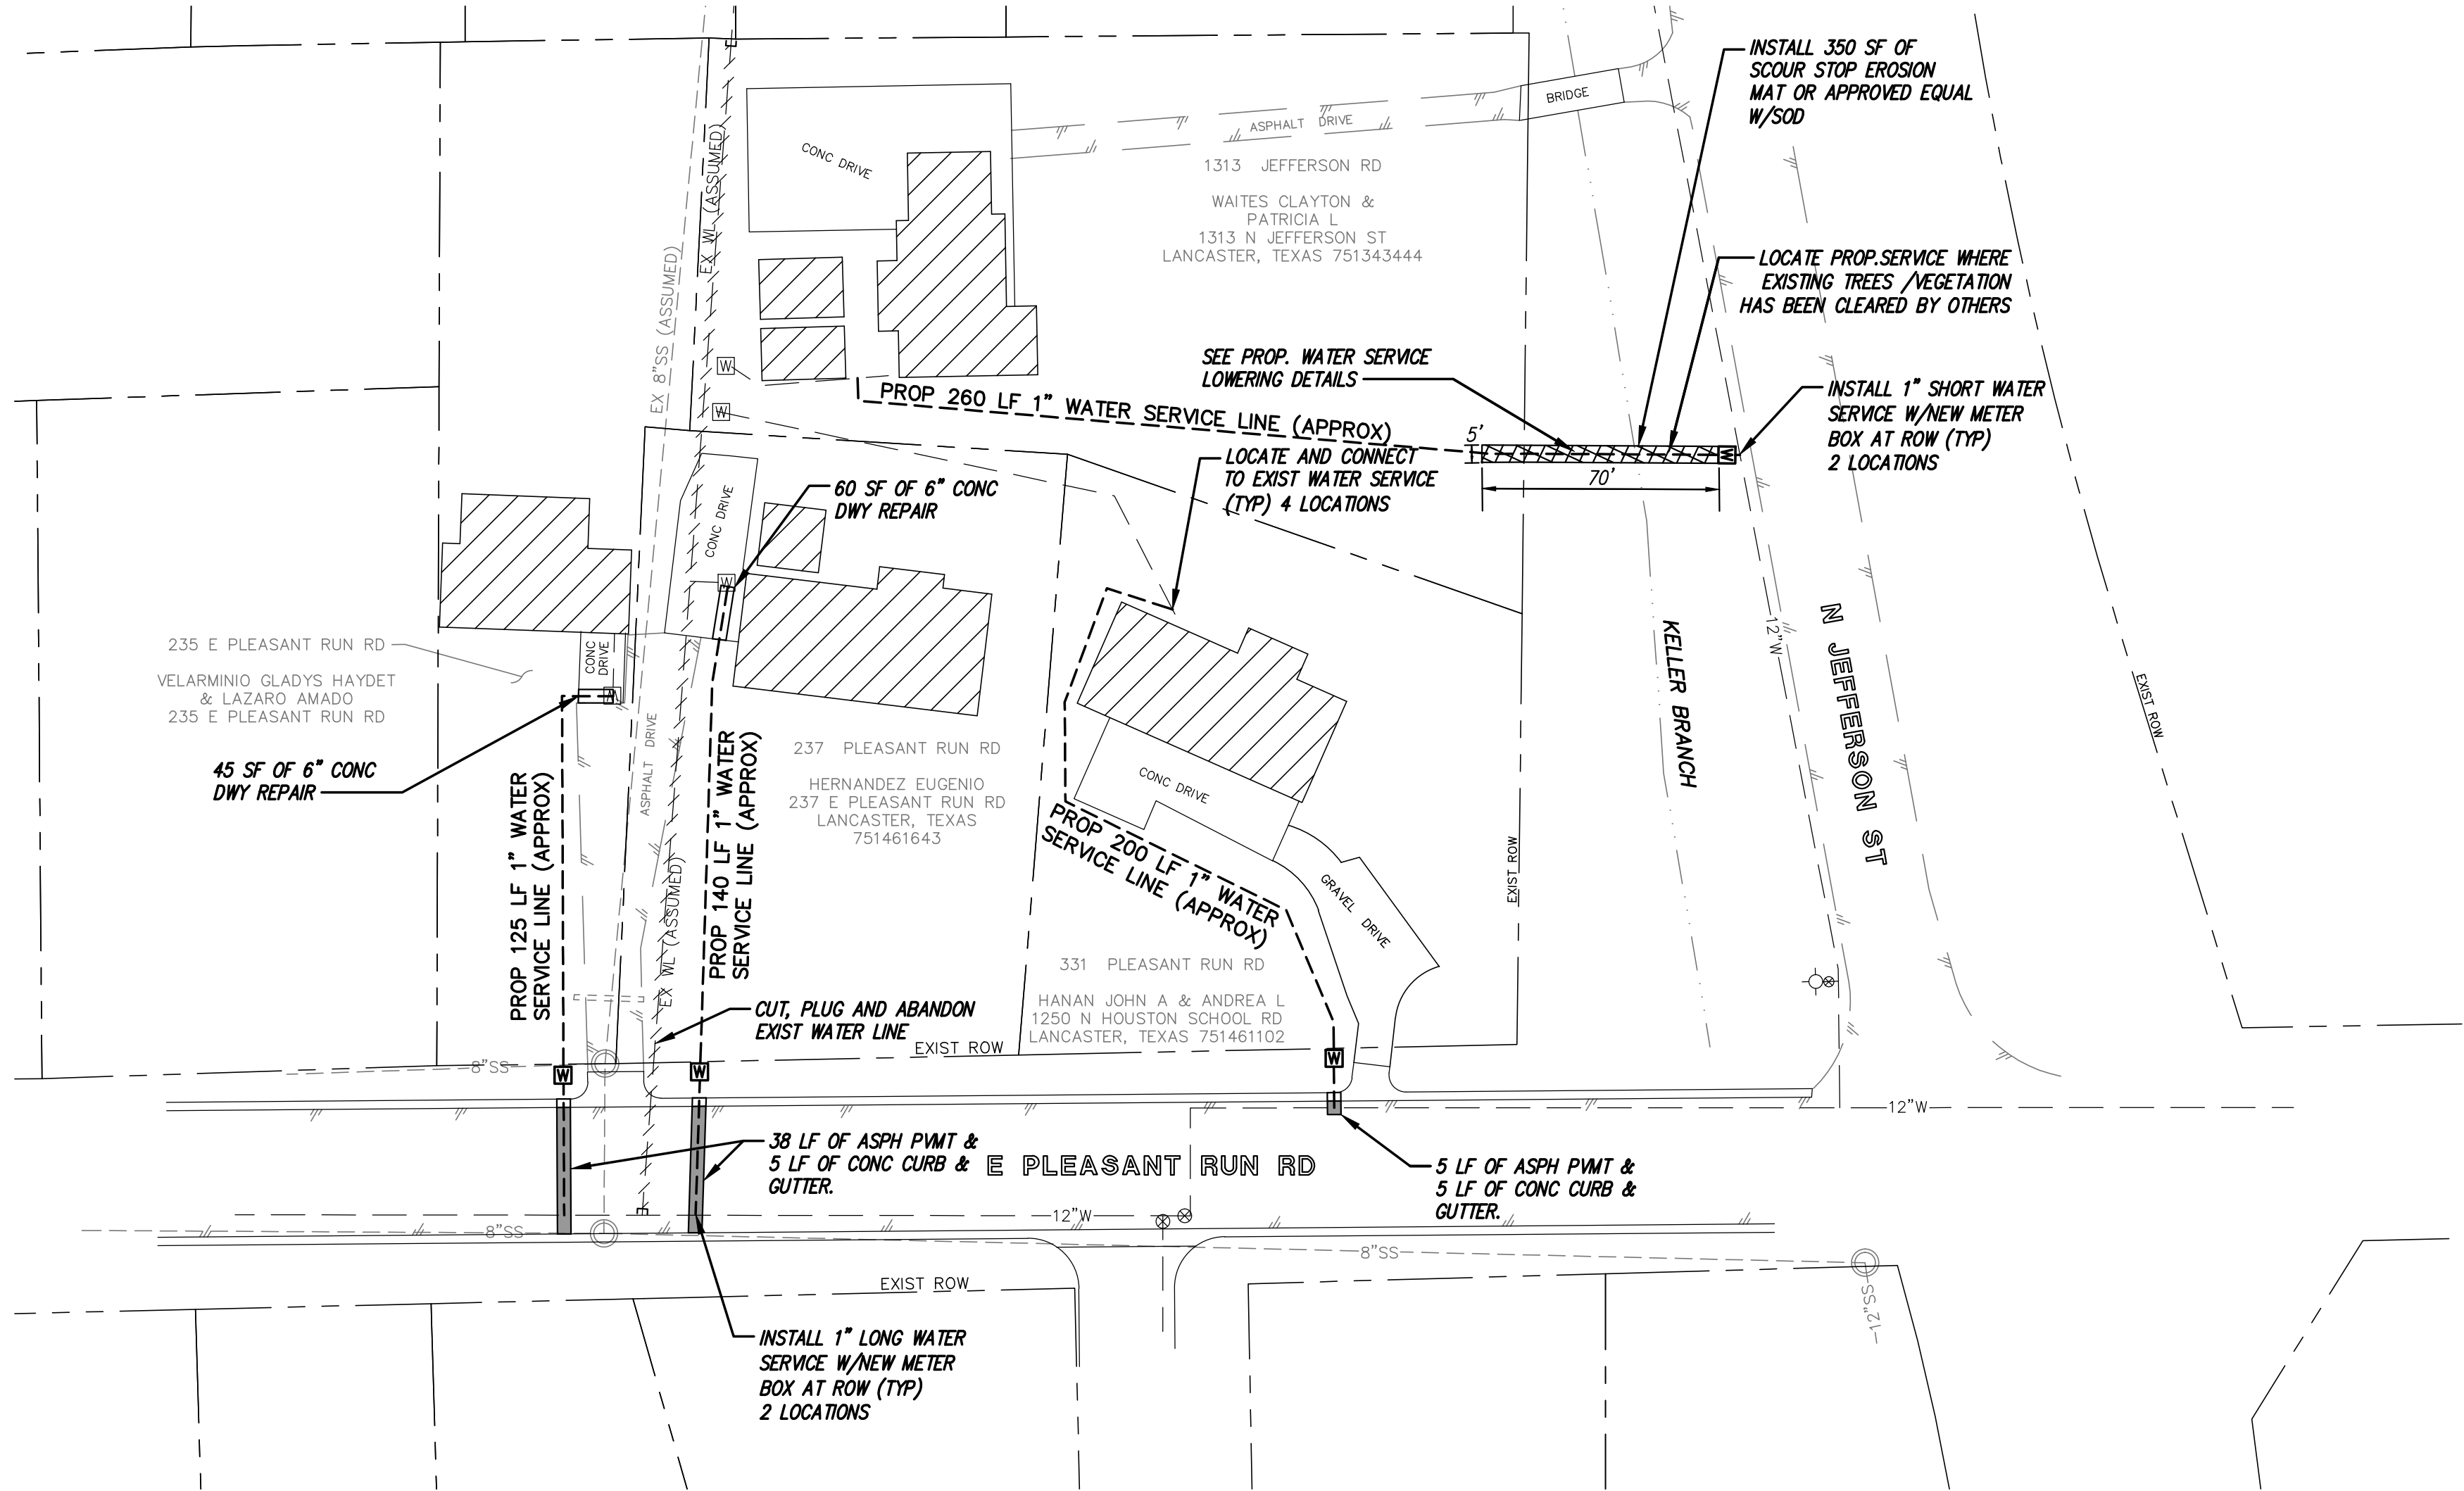 INSTALL 350 SF OF
SCOUR STOP EROSION
MAT OR APPROVED EQUAL
W/SOD
BRIDGE
ASPHALT DRIVE
CONC DRIVE
1313 JEFFERSON RD
WAITES CLAYTON &
PATRICIA L
1313 N JEFFERSON ST
LANCASTER, TEXAS 751343444
EX WL (ASSUMED)
EX 8"SS (ASSUMED)
LOCATE PROP.SERVICE WHERE
EXISTING TREES /VEGETATION
HAS BEEN CLEARED BY OTHERS
SEE PROP. WATER SERVICE
LOWERING DETAILS
W
W
PROP 260 LF 1" WATER SERVICE LINE (APPROX)
INSTALL 1" SHORT WATER
SERVICE W/NEW METER
BOX AT ROW (TYP)
2 LOCATIONS
5'
W
70'
LOCATE AND CONNECT
TO EXIST WATER SERVICE
(TYP) 4 LOCATIONS
60 SF OF 6" CONC
DWY REPAIR
CONC DRIVE
W
235 E PLEASANT RUN RD
VELARMINIO GLADYS HAYDET
& LAZARO AMADO
235 E PLEASANT RUN RD
CONC
DRIVE
W
45 SF OF 6" CONC
DWY REPAIR
ASPHALT DRIVE
237 PLEASANT RUN RD
HERNANDEZ EUGENIO
237 E PLEASANT RUN RD
LANCASTER, TEXAS
751461643
CONC DRIVE
KELLER BRANCH
12"W
N JEFFERSON ST
EXIST ROW
EXIST ROW
PROP 125 LF 1" WATER
SERVICE LINE (APPROX)
PROP 140 LF 1" WATER
SERVICE LINE (APPROX)
EX WL (ASSUMED)
PROP 200 LF 1" WATER
SERVICE LINE (APPROX)
GRAVEL DRIVE
331 PLEASANT RUN RD
HANAN JOHN A & ANDREA L
1250 N HOUSTON SCHOOL RD
LANCASTER, TEXAS 751461102
CUT, PLUG AND ABANDON
EXIST WATER LINE
EXIST ROW
8"SS
W
W
W
12"W
38 LF OF ASPH PVMT &
5 LF OF CONC CURB &
GUTTER.
E PLEASANT RUN RD
5 LF OF ASPH PVMT &
5 LF OF CONC CURB &
GUTTER.
12"W
8"SS
8"SS
EXIST ROW
12"SS
INSTALL 1" LONG WATER
SERVICE W/NEW METER
BOX AT ROW (TYP)
2 LOCATIONS